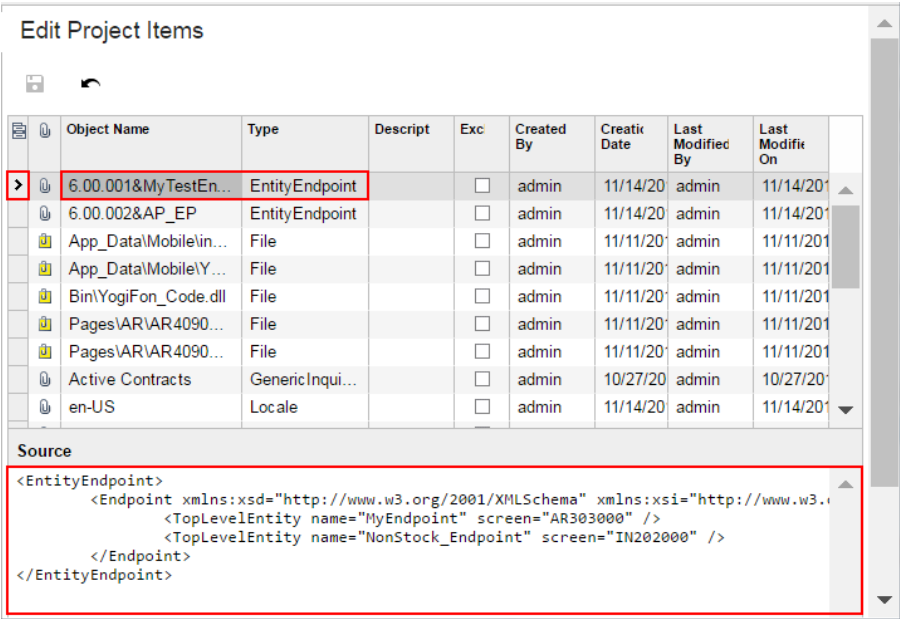 Edit Project Items
Object Name Type Descript Exc Created By Creatic Date Last Modified By Last Modifie On
6.00.001&MyTestEn... EntityEndpoint admin 11/14/20 admin 11/14/201
6.00.002&AP_EP EntityEndpoint admin 11/14/20 admin 11/14/201
App_Data\Mobile\in... File admin 11/11/201 admin 11/11/201
App_Data\Mobile\Y... File admin 11/11/201 admin 11/11/201
Bin\YogiFon_Code.dll File admin 11/11/201 admin 11/11/201
Pages\AR\AR4090... File admin 11/11/201 admin 11/11/201
Pages\AR\AR4090... File admin 11/11/201 admin 11/11/201
Active Contracts GenericInqui... admin 10/27/20 admin 10/27/201
en-US Locale admin 11/14/20 admin 11/14/201
Source
<EntityEndpoint>
<Endpoint xmlns:xsd="http://www.w3.org/2001/XMLSchema" xmlns:xsi="http://www.w3.
<TopLevelEntity name="MyEndpoint" screen="AR303000" />
<TopLevelEntity name="NonStock_Endpoint" screen="IN202000" />
</Endpoint>
</EntityEndpoint>